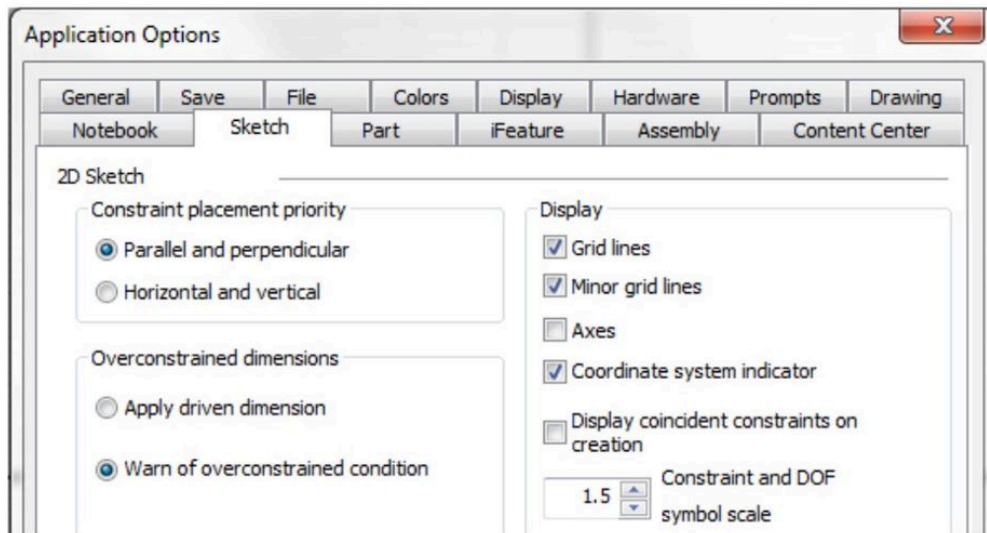 Application Options
General Save File Colors Display Hardware Prompts Drawing
Notebook Sketch Part iFeature Assembly Content Center
2D Sketch
Constraint placement priority
Parallel and perpendicular
Horizontal and vertical
Overconstrained dimensions
Apply driven dimension
Warn of overconstrained condition
Display
Grid lines
Minor grid lines
Axes
Coordinate system indicator
Display coincident constraints on
creation
1.5 Constraint and DOF
symbol scale